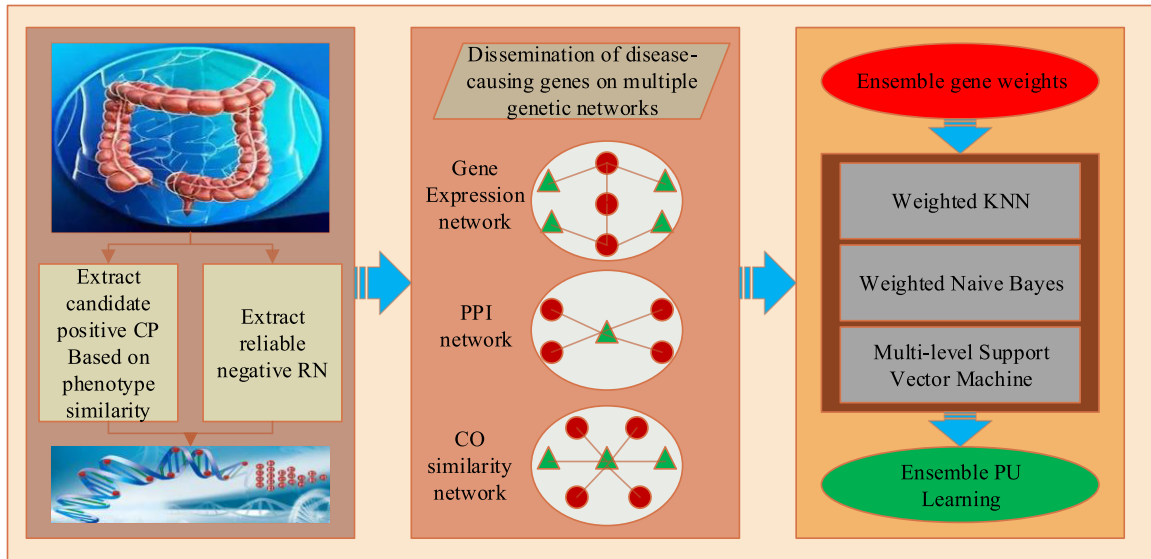 Extract
candidate
positive CP
Based on
phenotype
similarity
Extract
reliable
negative RN
Dissemination of disease-
causing genes on multiple
genetic networks
Gene
Expression
network
PPI
network
CO
similarity
network
Ensemble gene weights
Weighted KNN
Weighted Naive Bayes
Multi-level Support
Vector Machine
Ensemble PU
Learning